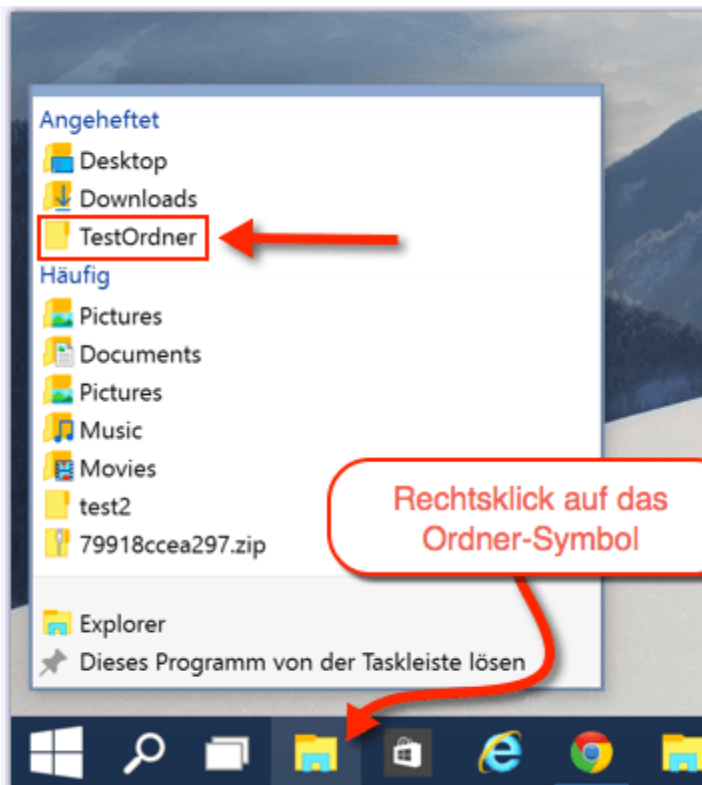 Angeheftet
Desktop
Downloads
TestOrdner
Häufig
Pictures
Documents
Pictures
Music
Movies
test2
79918ccea297.zip
Rechtsklick auf das
Ordner-Symbol
Explorer
Dieses Programm von der Taskleiste lösen